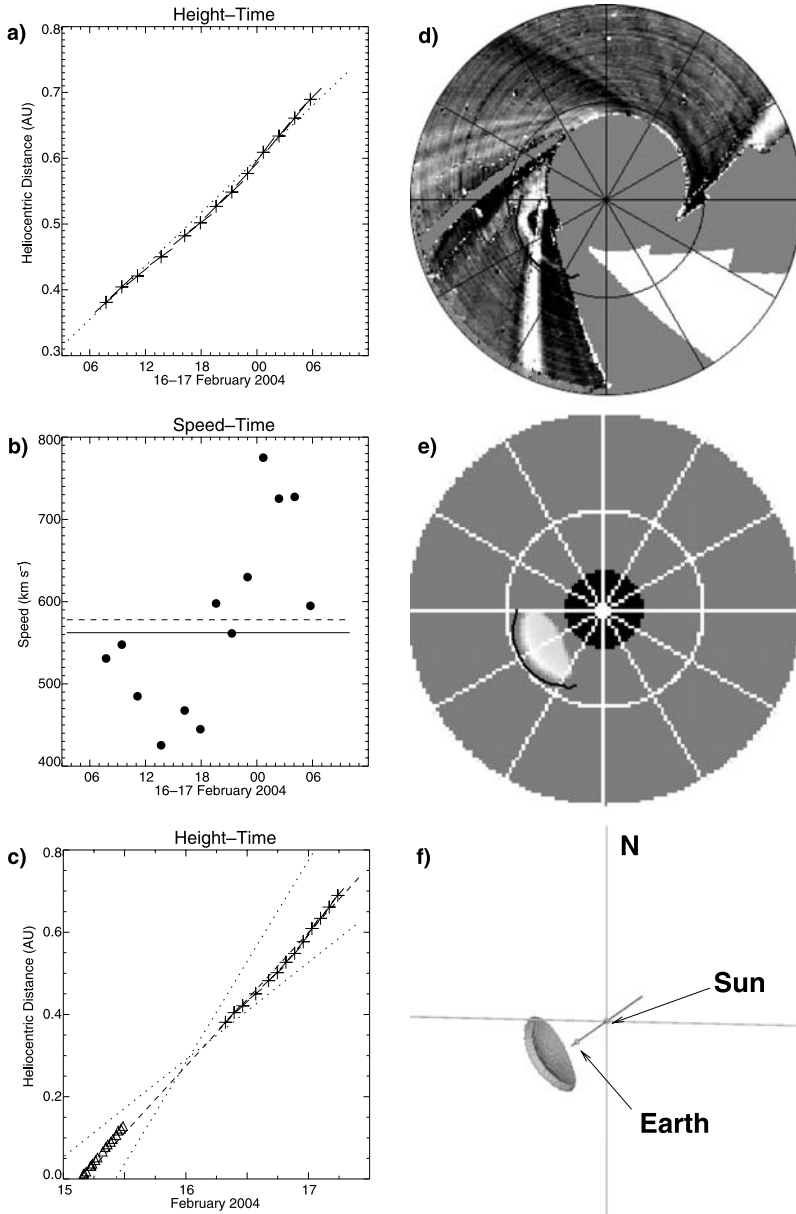 a)
Height–Time
0.8
0.7
0.6
0.5
0.4
0.3
Heliocentric Distance (AU)
06 12 18 00 06
16–17 February 2004
b)
Speed–Time
800
700
600
500
400
Speed (km s⁻)
06 12 18 00 06
16–17 February 2004
c)
Height–Time
0.8
0.6
0.4
0.2
0.0
Heliocentric Distance (AU)
15 16 17
February 2004
d)
e)
f)
N
Sun
Earth